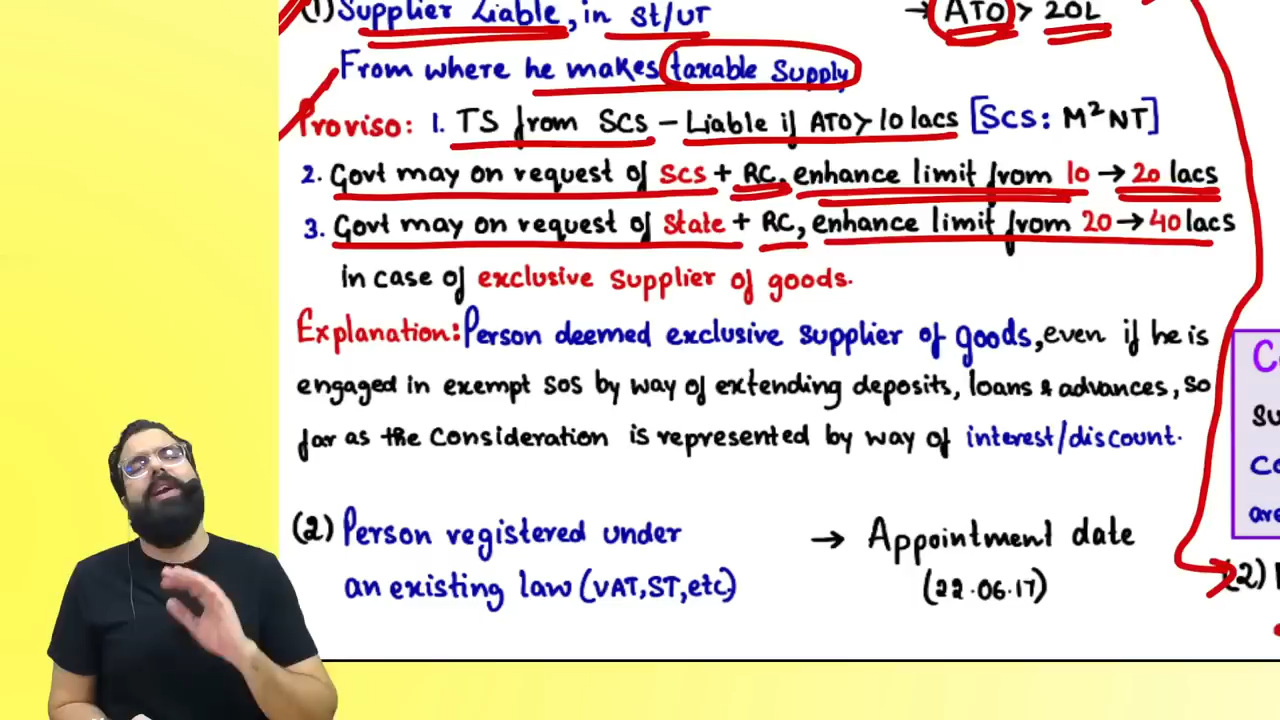 (1) Supplier Liable, in St/UT → ATO > 20L
From where he makes taxable Supply
Proviso: 1. TS from SCS – Liable if ATO > 10 lacs [SCS: M²NT]
2. Govt may on request of SCS + RC, enhance limit from 10 → 20 lacs
3. Govt may on request of State + RC, enhance limit from 20 → 40 lacs
in case of exclusive supplier of goods.
Explanation: Person deemed exclusive supplier of goods, even if he is
engaged in exempt SOS by way of extending deposits, loans & advances, so
far as the Consideration is represented by way of interest/discount.
(2) Person registered under → Appointment date
an existing law (VAT, ST, etc) (22.06.17)
(2)